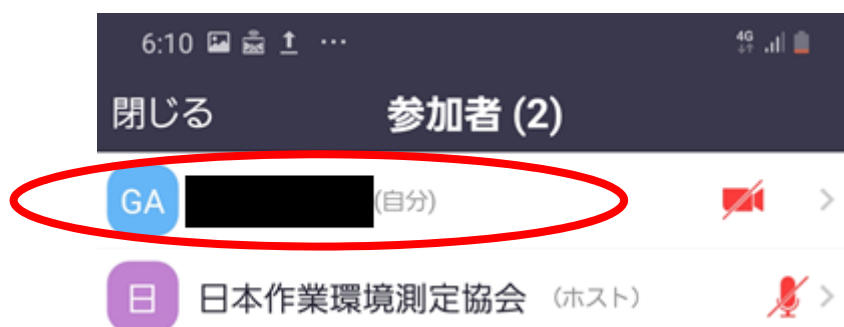 6:10 ... 4G
閉じる 参加者 (2)
GA (自分)
日 日本作業環境測定協会 (ホスト)